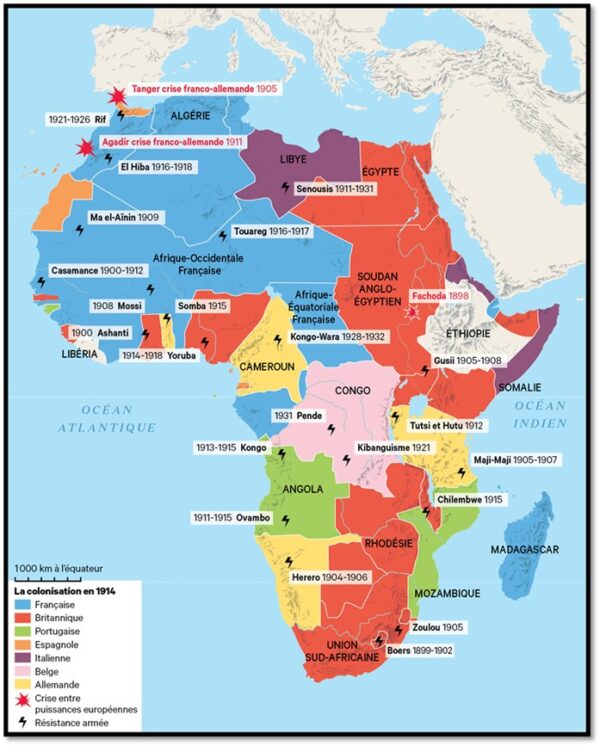 Tanger crise franco-allemande 1905
ALGÉRIE
1921-1926 Rif
Agadir crise franco-allemande 1911
El Hiba 1916-1918
LIBYE
ÉGYPTE
Senousis 1911-1931
Ma el-Aïnin 1909
Touareg 1916-1917
Afrique-Occidentale
Française
Casamance 1900-1912
SOUDAN
ANGLO-
ÉGYPTIEN
Afrique-
Équatoriale
Française
Fachoda 1898
1908 Mossi
Somba 1915
1900 Ashanti
Kongo-Wara 1928-1932
ÉTHIOPIE
LIBÉRIA
1914-1918 Yoruba
Gusii 1905-1908
CAMEROUN
SOMALIE
CONGO
OCÉAN
ATLANTIQUE
OCÉAN
INDIEN
1931 Pende
Tutsi et Hutu 1912
1913-1915 Kongo
Kibanguisme 1921
Maji-Maji 1905-1907
ANGOLA
Chilembwe 1915
1911-1915 Ovambo
RHODÉSIE
MADAGASCAR
1000 km à l'équateur
Herero 1904-1906
MOZAMBIQUE
La colonisation en 1914
Française
Britannique
Portugaise
Espagnole
Italienne
Belge
Allemande
Crise entre
puissances européennes
Résistance armée
Zoulou 1905
UNION
SUD-AFRICAINE
Boers 1899-1902